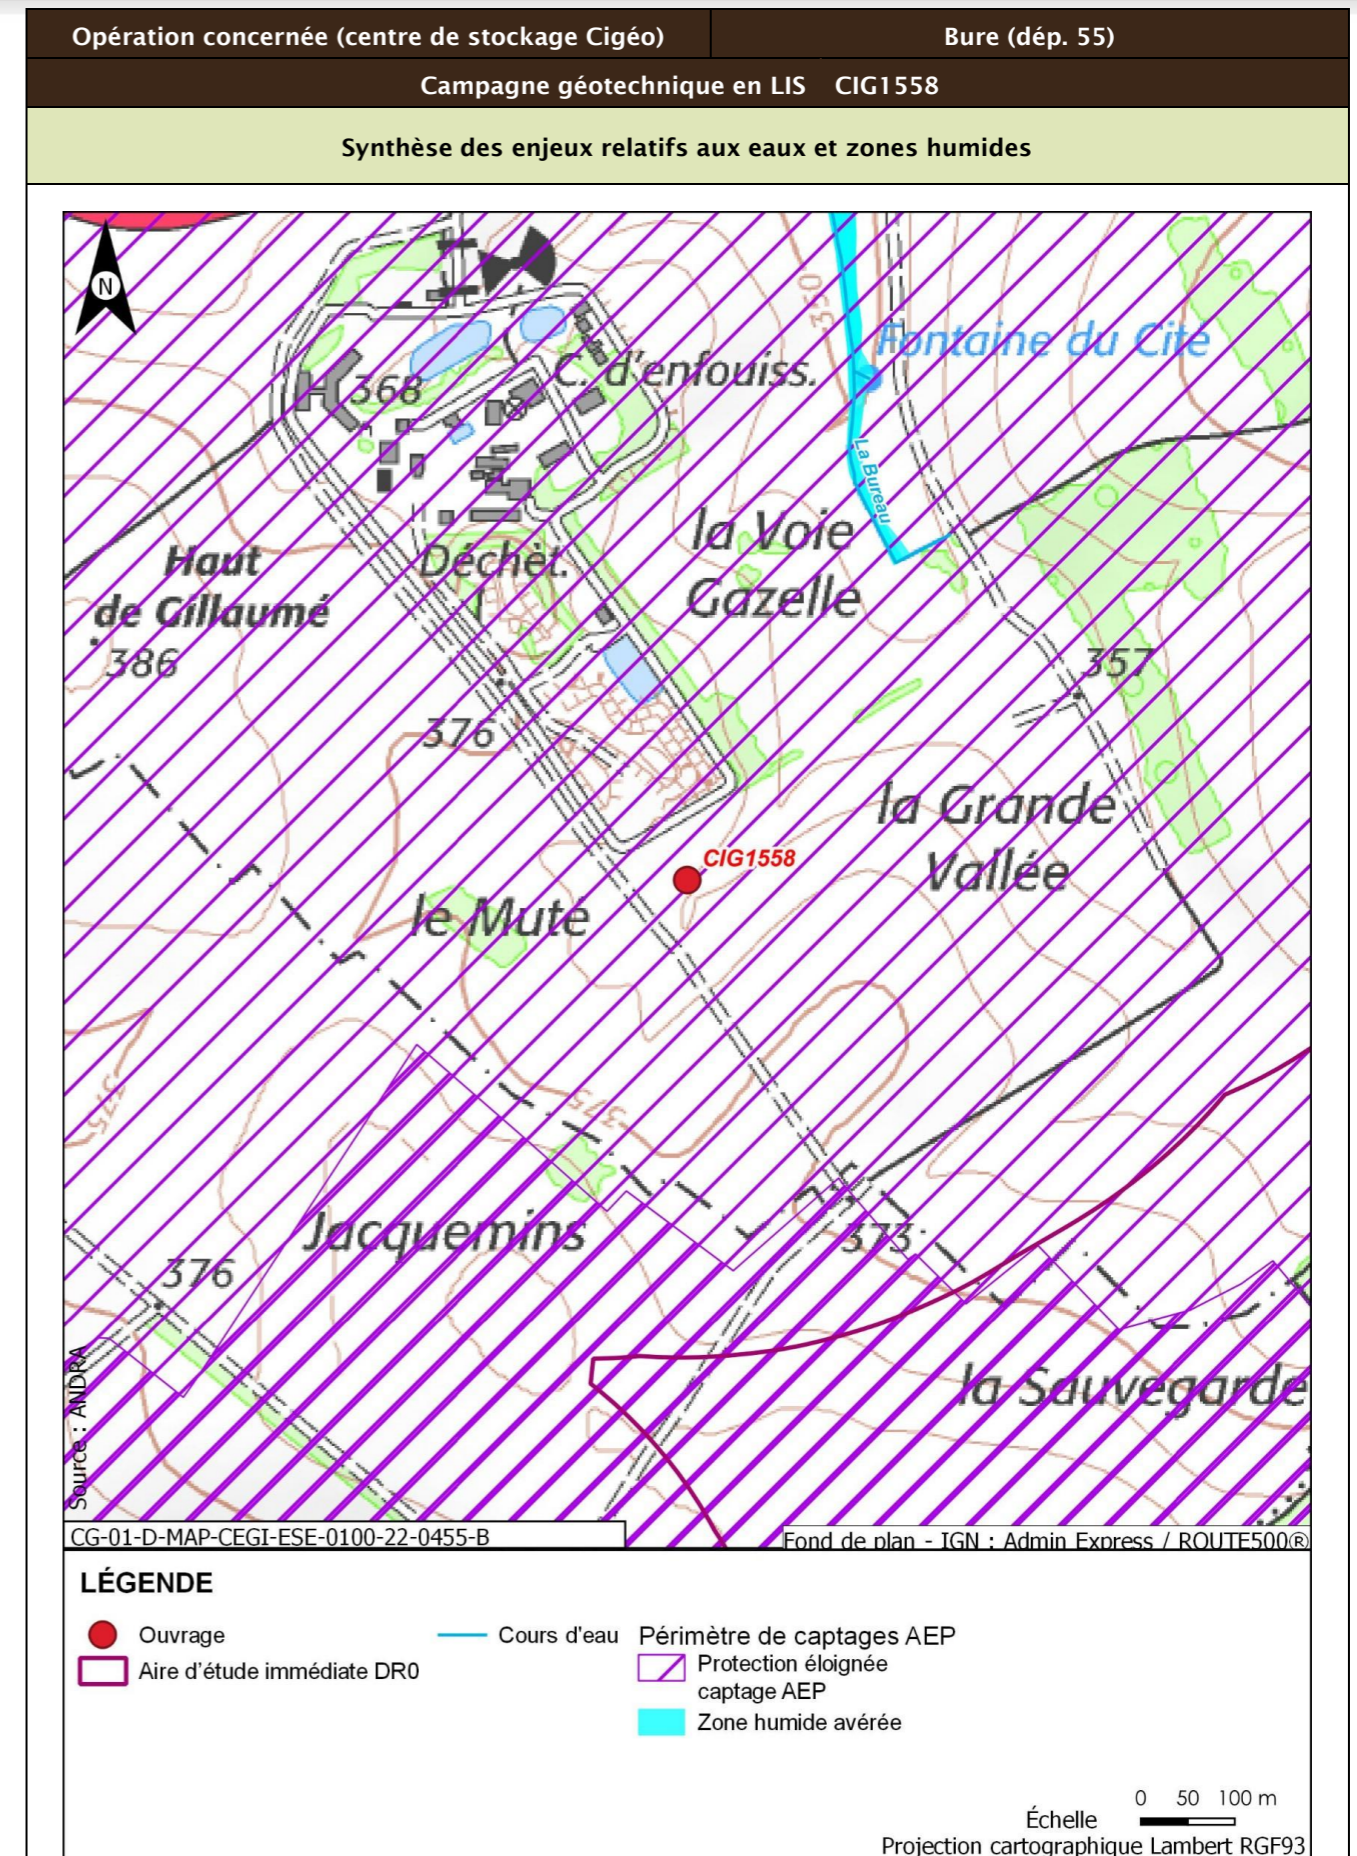 Opération concernée (centre de stockage Cigéo)
Bure (dép. 55)
Campagne géotechnique en LIS CIG1558
Synthèse des enjeux relatifs aux eaux et zones humides
N
350
Fontaine du Cité
C. d'enfouiss.
368
La Bureau
la Voie
Gazelle
Haut
de Gillaumé
386
Déchèt.
357
376
la Grande
Vallée
CIG1558
le Muté
375
375
Jacquemins
373
376
la Sauvegarde
Source : ANDRA
CG-01-D-MAP-CEGI-ESE-0100-22-0455-B
Fond de plan - IGN : Admin Express / ROUTE500®
LÉGENDE
Ouvrage
Aire d'étude immédiate DR0
Cours d'eau
Périmètre de captages AEP
Protection éloignée
captage AEP
Zone humide avérée
0 50 100 m
Échelle
Projection cartographique Lambert RGF93